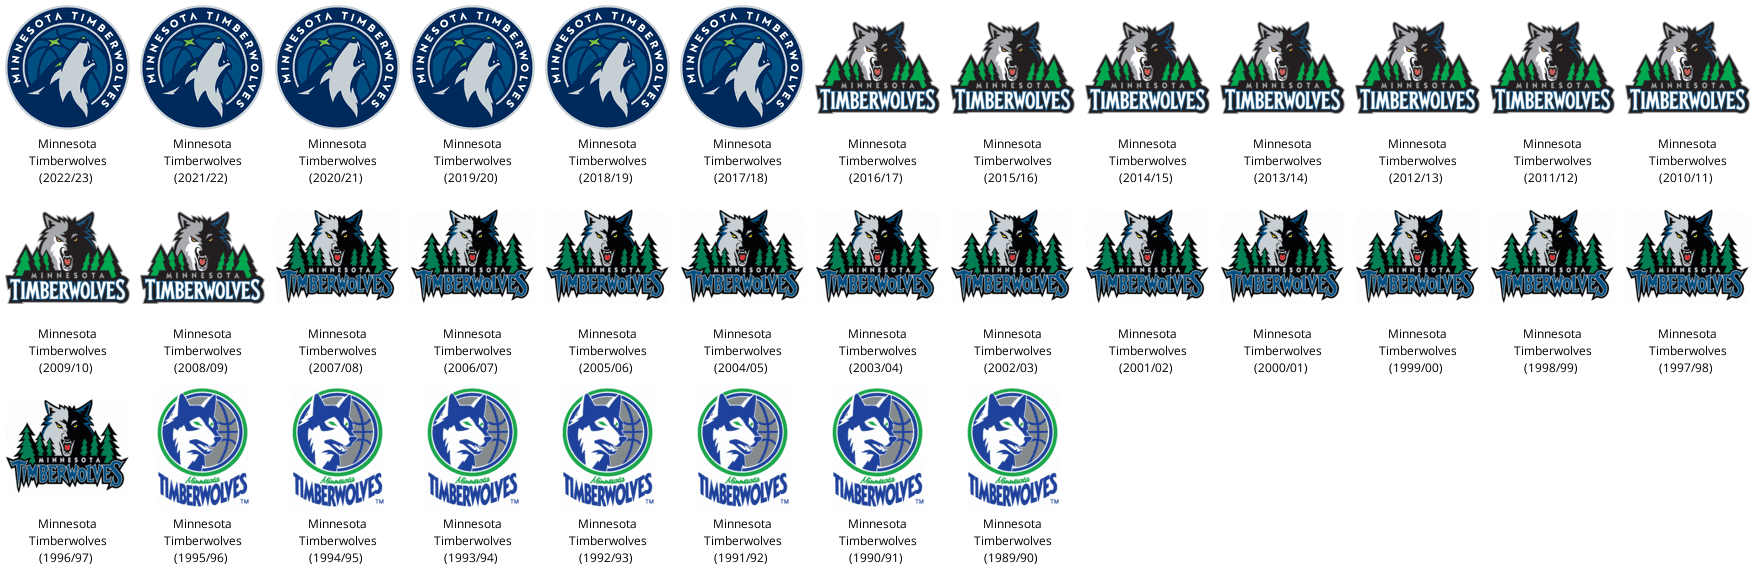 MINNESOTA TIMBERWOLVES
MINNESOTA TIMBERWOLVES
MINNESOTA TIMBERWOLVES
MINNESOTA TIMBERWOLVES
MINNESOTA TIMBERWOLVES
MINNESOTA TIMBERWOLVES
MINNESOTA
TIMBERWOLVES
MINNESOTA
TIMBERWOLVES
MINNESOTA
TIMBERWOLVES
MINNESOTA
TIMBERWOLVES
MINNESOTA
TIMBERWOLVES
MINNESOTA
TIMBERWOLVES
MINNESOTA
TIMBERWOLVES
Minnesota
Timberwolves
(2022/23)
Minnesota
Timberwolves
(2021/22)
Minnesota
Timberwolves
(2020/21)
Minnesota
Timberwolves
(2019/20)
Minnesota
Timberwolves
(2018/19)
Minnesota
Timberwolves
(2017/18)
Minnesota
Timberwolves
(2016/17)
Minnesota
Timberwolves
(2015/16)
Minnesota
Timberwolves
(2014/15)
Minnesota
Timberwolves
(2013/14)
Minnesota
Timberwolves
(2012/13)
Minnesota
Timberwolves
(2011/12)
Minnesota
Timberwolves
(2010/11)
MINNESOTA
TIMBERWOLVES
MINNESOTA
TIMBERWOLVES
MINNESOTA
TIMBERWOLVES
MINNESOTA
TIMBERWOLVES
MINNESOTA
TIMBERWOLVES
MINNESOTA
TIMBERWOLVES
MINNESOTA
TIMBERWOLVES
MINNESOTA
TIMBERWOLVES
MINNESOTA
TIMBERWOLVES
MINNESOTA
TIMBERWOLVES
MINNESOTA
TIMBERWOLVES
MINNESOTA
TIMBERWOLVES
MINNESOTA
TIMBERWOLVES
Minnesota
Timberwolves
(2009/10)
Minnesota
Timberwolves
(2008/09)
Minnesota
Timberwolves
(2007/08)
Minnesota
Timberwolves
(2006/07)
Minnesota
Timberwolves
(2005/06)
Minnesota
Timberwolves
(2004/05)
Minnesota
Timberwolves
(2003/04)
Minnesota
Timberwolves
(2002/03)
Minnesota
Timberwolves
(2001/02)
Minnesota
Timberwolves
(2000/01)
Minnesota
Timberwolves
(1999/00)
Minnesota
Timberwolves
(1998/99)
Minnesota
Timberwolves
(1997/98)
MINNESOTA
TIMBERWOLVES
Minnesota
TIMBERWOLVES TM
Minnesota
TIMBERWOLVES TM
Minnesota
TIMBERWOLVES TM
Minnesota
TIMBERWOLVES TM
Minnesota
TIMBERWOLVES TM
Minnesota
TIMBERWOLVES TM
Minnesota
TIMBERWOLVES TM
Minnesota
Timberwolves
(1996/97)
Minnesota
Timberwolves
(1995/96)
Minnesota
Timberwolves
(1994/95)
Minnesota
Timberwolves
(1993/94)
Minnesota
Timberwolves
(1992/93)
Minnesota
Timberwolves
(1991/92)
Minnesota
Timberwolves
(1990/91)
Minnesota
Timberwolves
(1989/90)